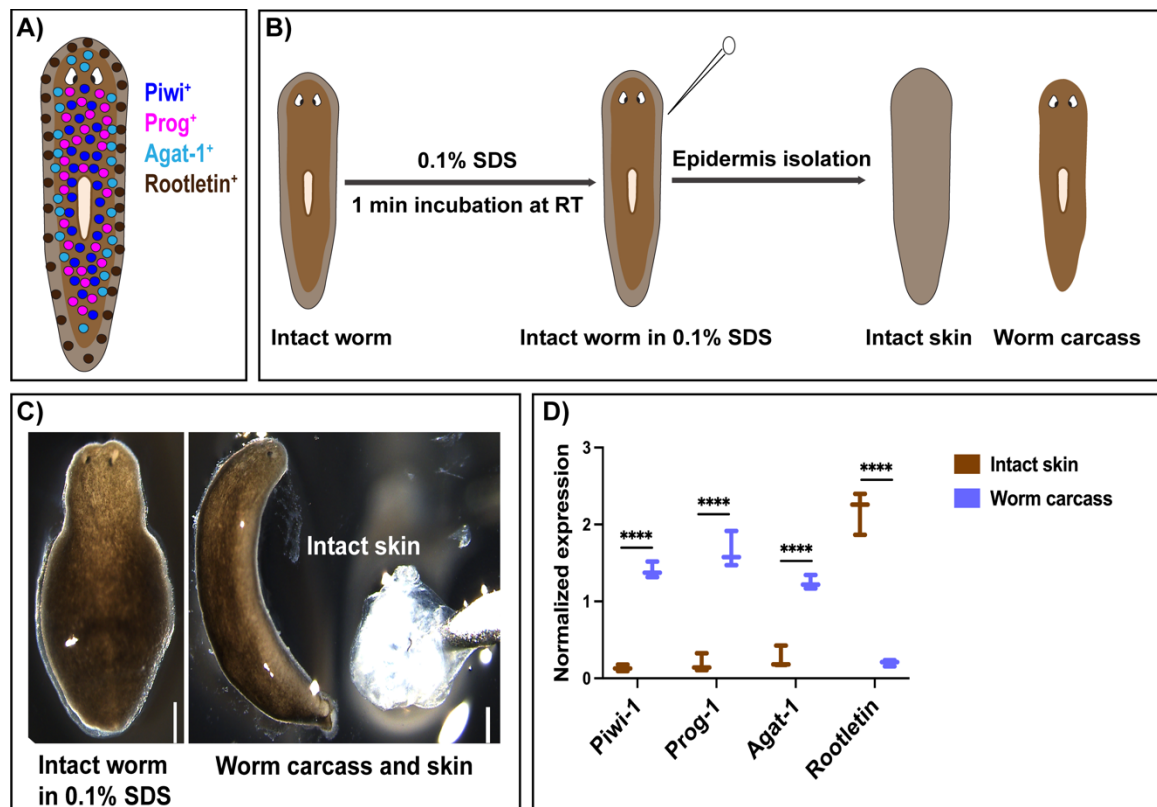 A)
Piwi⁺
Prog⁺
Agat-1⁺
Rootletin⁺
B)
0.1% SDS
1 min incubation at RT
Epidermis isolation
Intact worm
Intact worm in 0.1% SDS
Intact skin
Worm carcass
C)
Intact skin
Intact worm
in 0.1% SDS
Worm carcass and skin
D)
Normalized expression
3
2
1
0
****
****
****
****
Piwi-1
Prog-1
Agat-1
Rootletin
Intact skin
Worm carcass